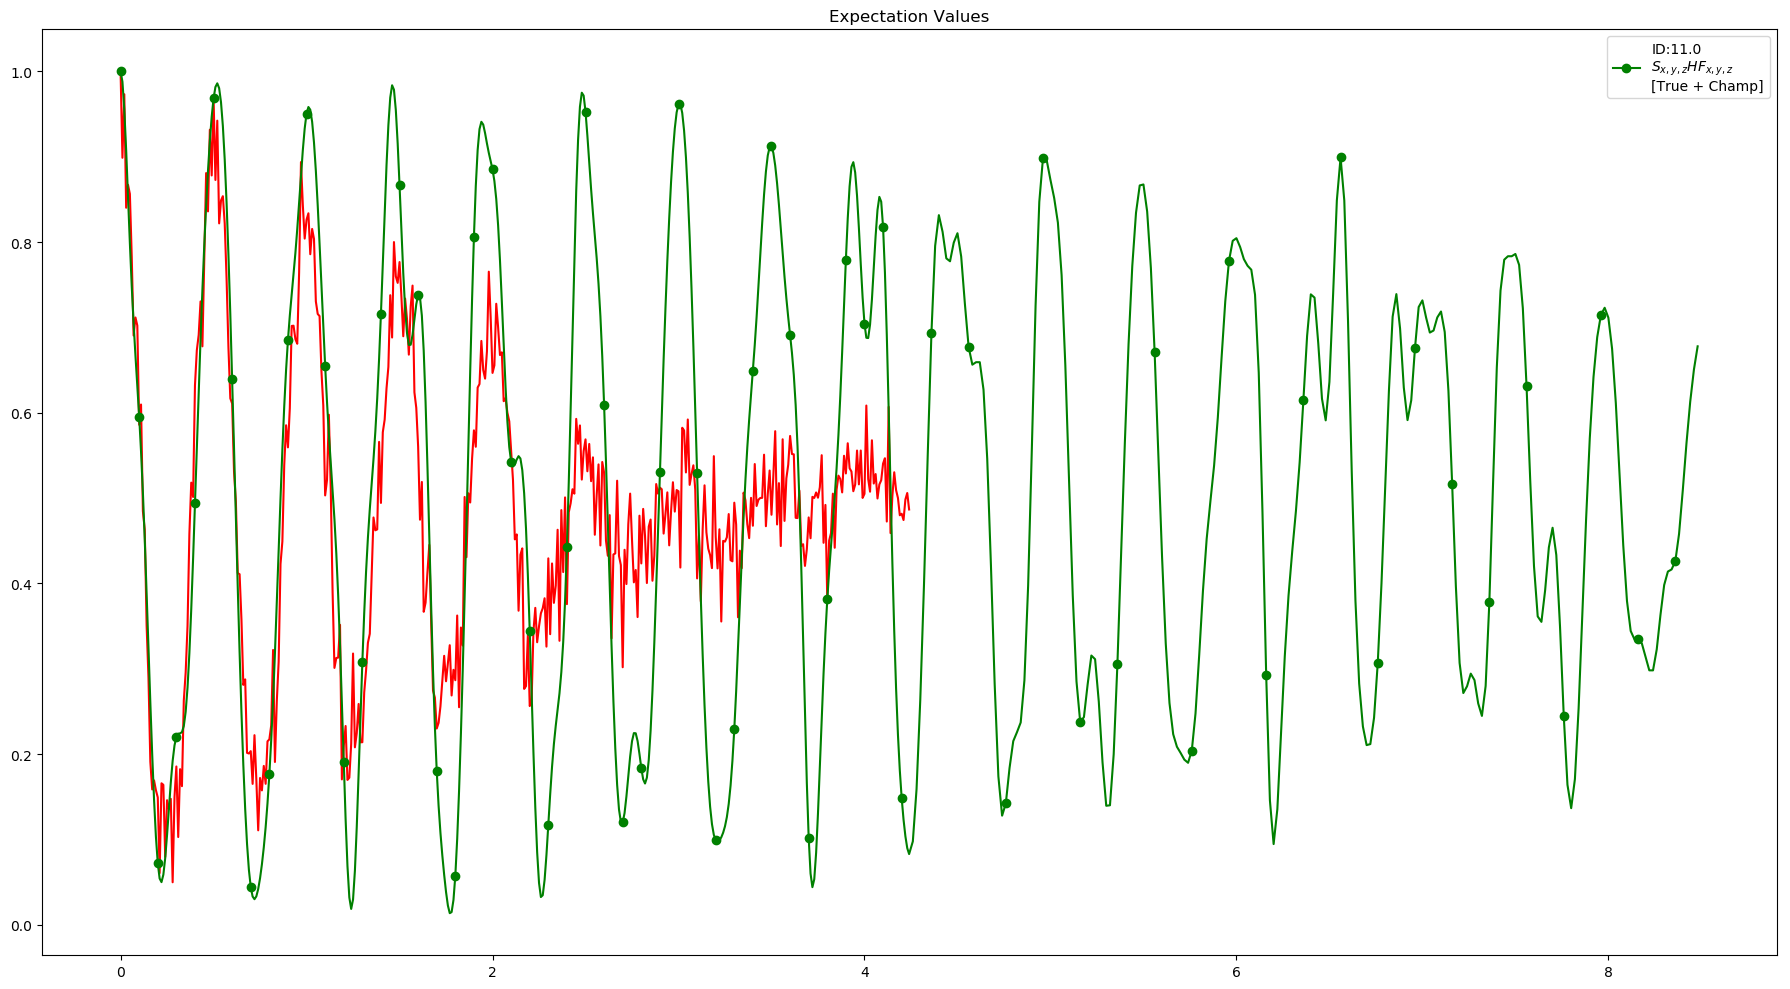 Expectation Values
ID:11.0
S_{x,y,z}HF_{x,y,z}
[True + Champ]
1.0
0.8
0.6
0.4
0.2
0.0
0 2 4 6 8